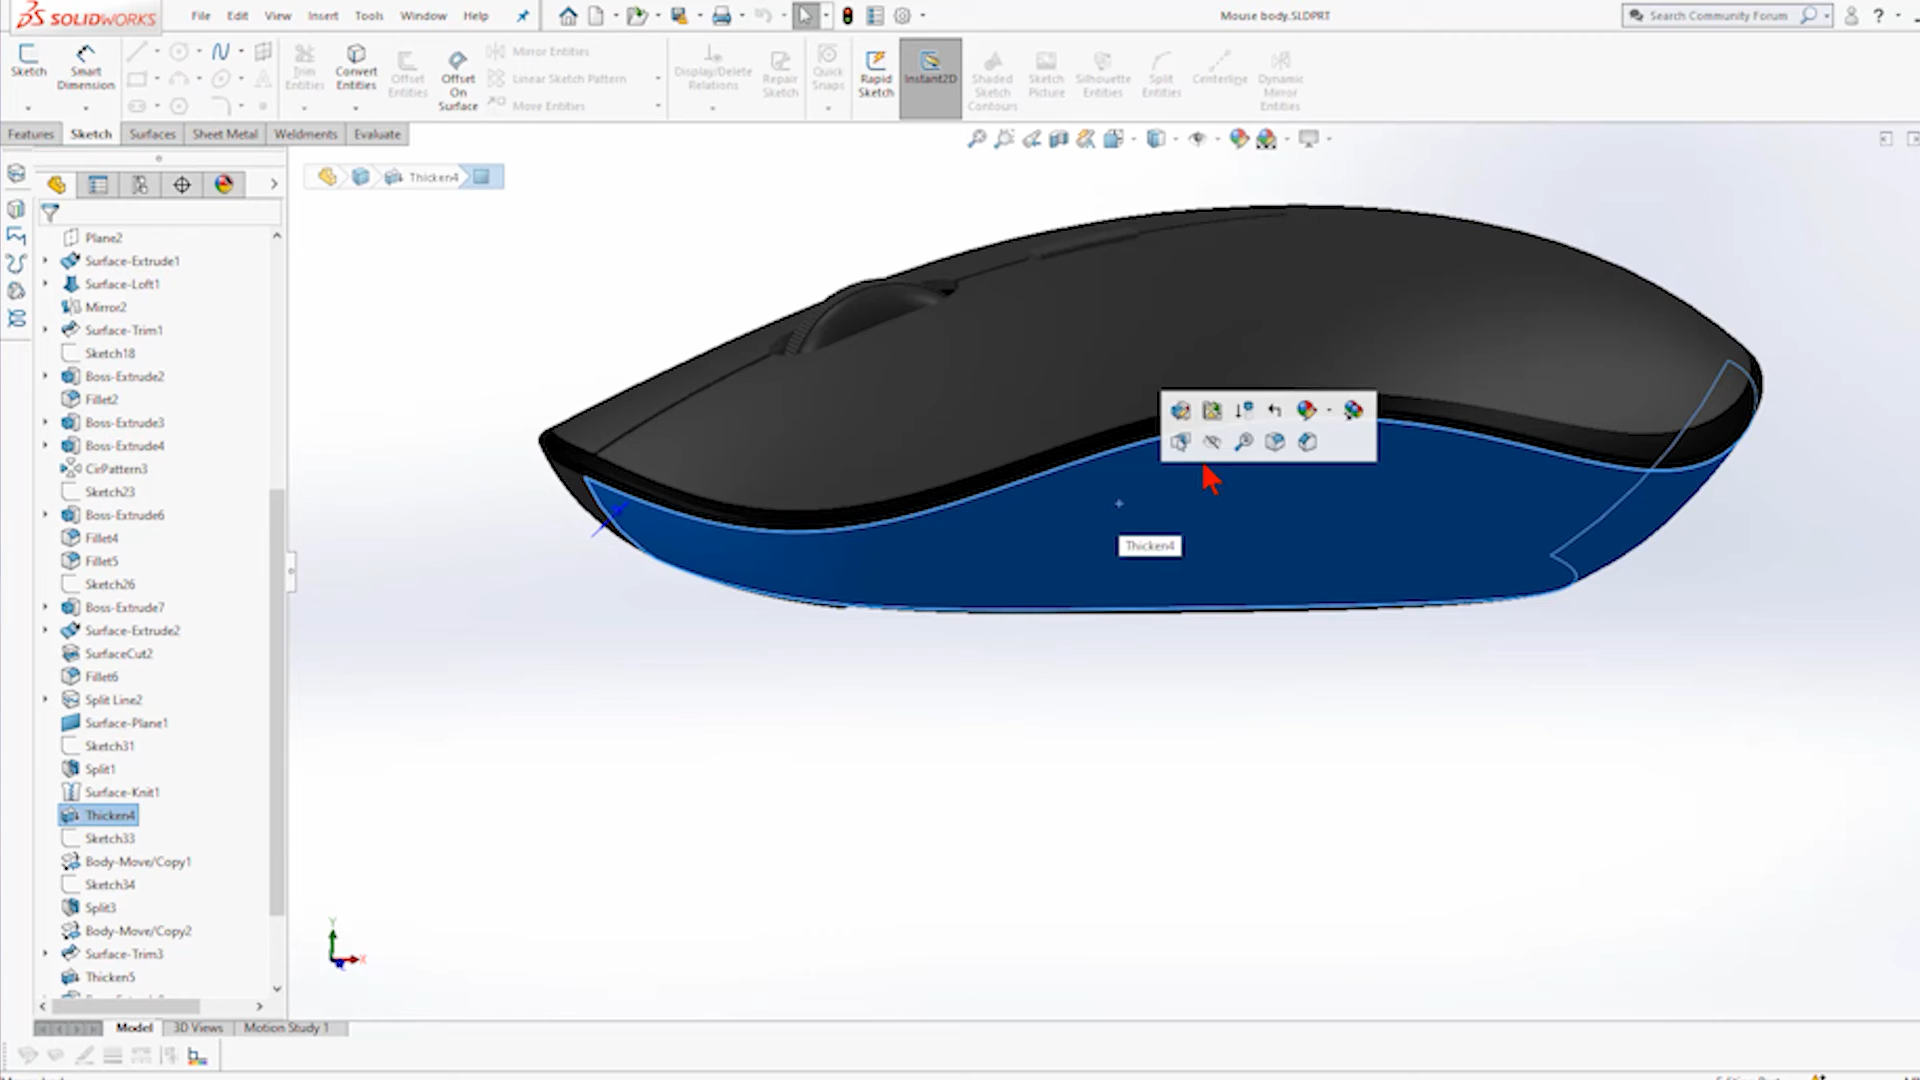 SOLIDWORKS File Edit View Insert Tools Window Help Mouse body.SLDPRT Search Community Forum ?
Sketch Smart Dimension Trim Entities Convert Entities Offset Entities Offset On Surface Mirror Entities Linear Sketch Pattern Move Entities Display/Delete Relations Repair Sketch Quick Snaps Rapid Sketch Instant2D Shaded Sketch Contours Sketch Picture Silhouette Entities Split Entities Centerline Dynamic Mirror Entities
Features Sketch Surfaces Sheet Metal Weldments Evaluate
Thicken4
Plane2
Surface-Extrude1
Surface-Loft1
Mirror2
Surface-Trim1
Sketch18
Boss-Extrude2
Fillet2
Boss-Extrude3
Boss-Extrude4
CirPattern3
Sketch23
Boss-Extrude6
Fillet4
Fillet5
Sketch26
Boss-Extrude7
Surface-Extrude2
SurfaceCut2
Fillet6
Split Line2
Surface-Plane1
Sketch31
Split1
Surface-Knit1
Thicken4
Sketch33
Body-Move/Copy1
Sketch34
Split3
Body-Move/Copy2
Surface-Trim3
Thicken5
Thicken4
Y
X
Model 3D Views Motion Study 1